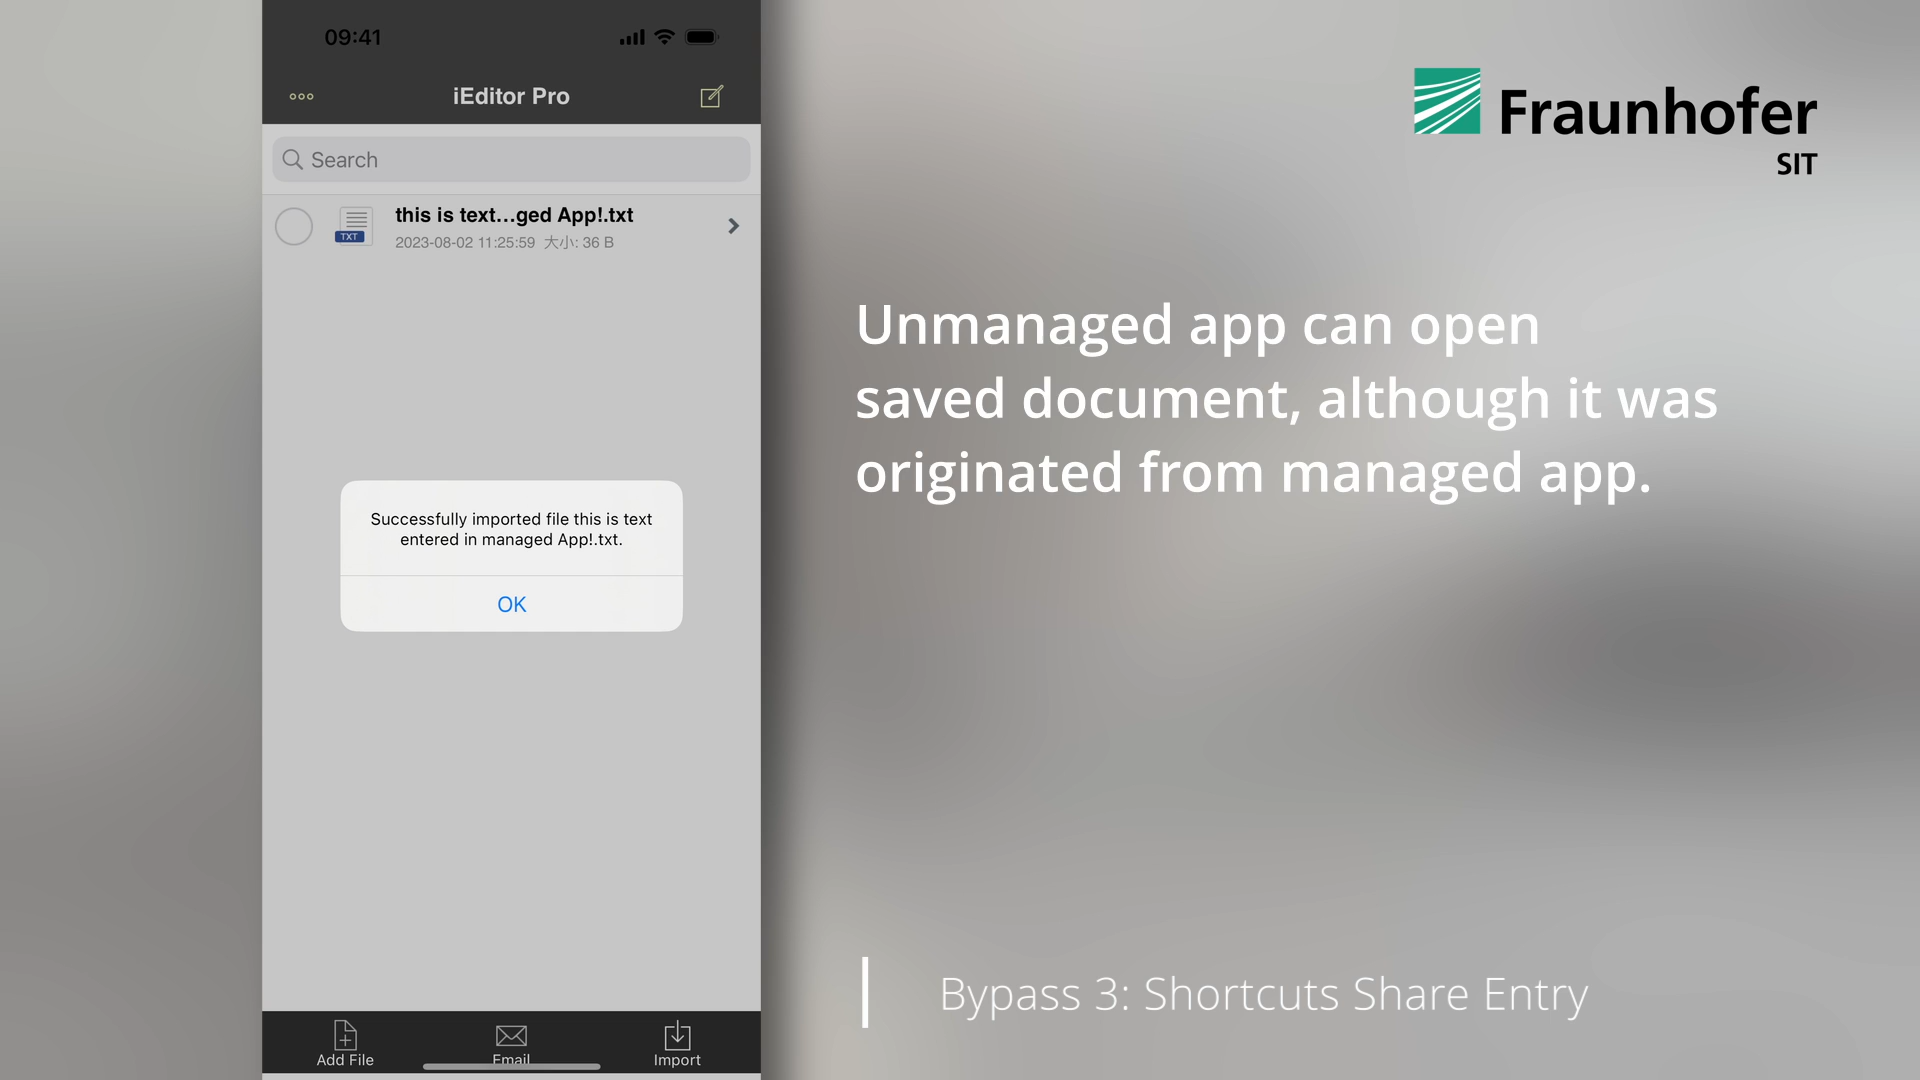 09:41
iEditor Pro
Search
this is text...ged App!.txt
TXT
2023-08-02 11:25:59 大小: 36 B
Successfully imported file this is text
entered in managed App!.txt.
OK
Add File
Email
Import
Fraunhofer
SIT
Unmanaged app can open
saved document, although it was
originated from managed app.
Bypass 3: Shortcuts Share Entry